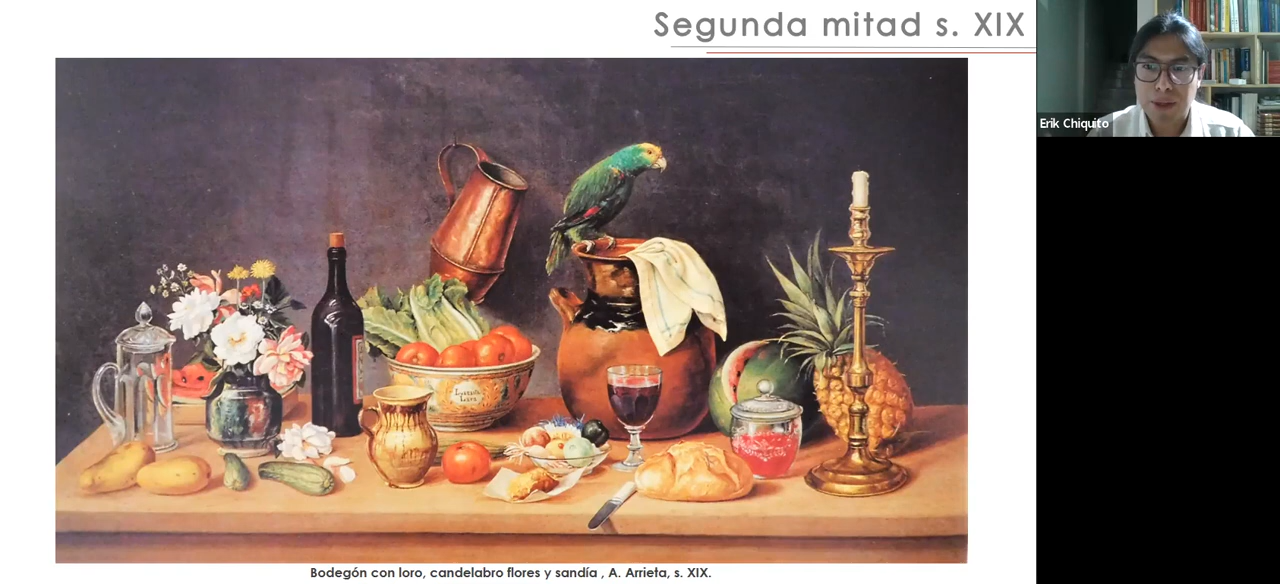 Segunda mitad s. XIX
Erik Chiquito
Bodegón con loro, candelabro flores y sandía , A. Arrieta, s. XIX.